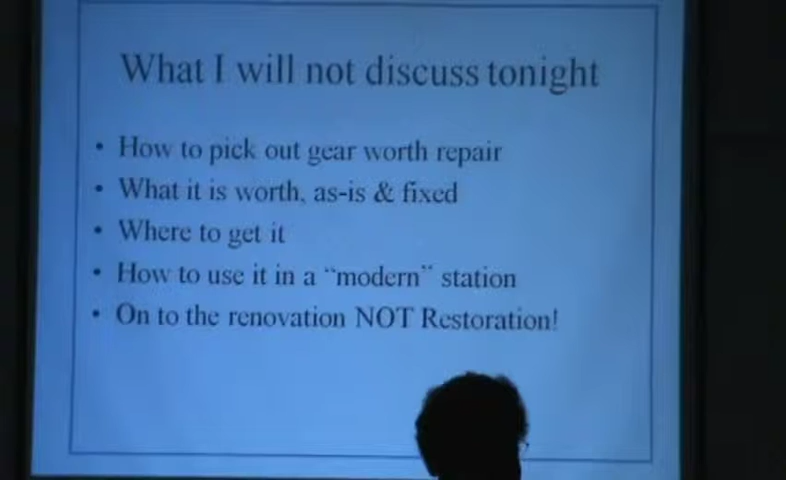 What I will not discuss tonight
• How to pick out gear worth repair
• What it is worth, as-is & fixed
• Where to get it
• How to use it in a "modern" station
• On to the renovation NOT Restoration!